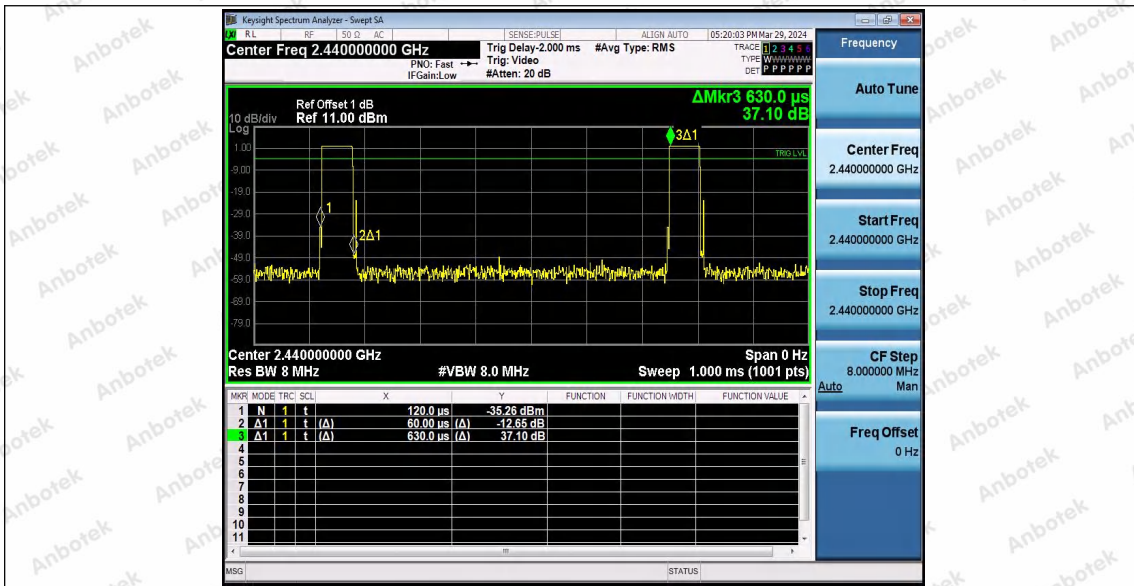 Keysight Spectrum Analyzer - Swept SA
LXI RL RF 50 Ω AC SENSE:PULSE ALIGN AUTO 05:20:03 PM Mar 29, 2024
Center Freq 2.440000000 GHz
PNO: Fast
IFGain:Low
Trig Delay-2.000 ms
Trig: Video
#Atten: 20 dB
#Avg Type: RMS
TRACE 1 2 3 4 5 6
TYPE WWWWWW
DET P P P P P P
Frequency
Auto Tune
Center Freq
2.440000000 GHz
Start Freq
2.440000000 GHz
Stop Freq
2.440000000 GHz
CF Step
8.000000 MHz
Auto Man
Freq Offset
0 Hz
ΔMkr3 630.0 µs
37.10 dB
Ref Offset 1 dB
10 dB/div Ref 11.00 dBm
Log
1.00
-9.00
-19.0
-29.0
-39.0
-49.0
-59.0
-69.0
-79.0
1
2Δ1
3Δ1
TRIG LVL
Center 2.440000000 GHz Span 0 Hz
Res BW 8 MHz #VBW 8.0 MHz Sweep 1.000 ms (1001 pts)
MKR MODE TRC SCL X Y FUNCTION FUNCTION WIDTH FUNCTION VALUE
1 N 1 t 120.0 µs -35.26 dBm
2 Δ1 1 t (Δ) 60.00 µs (Δ) -12.65 dB
3 Δ1 1 t (Δ) 630.0 µs (Δ) 37.10 dB
4
5
6
7
8
9
10
11
MSG STATUS
Anbotek